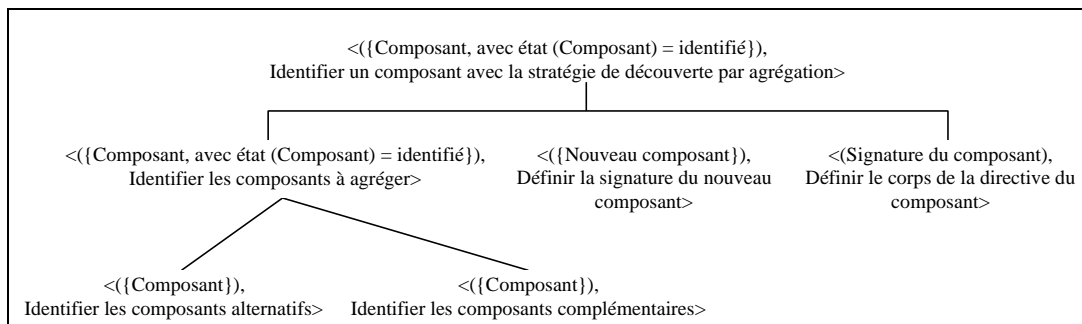 <({Composant, avec état (Composant) = identifié}),
Identifier un composant avec la stratégie de découverte par agrégation>
<({Composant, avec état (Composant) = identifié}),
Identifier les composants à agréger>
<({Nouveau composant}),
Définir la signature du nouveau
composant>
<(Signature du composant),
Définir le corps de la directive du
composant>
<({Composant}),
Identifier les composants alternatifs>
<({Composant}),
Identifier les composants complémentaires>